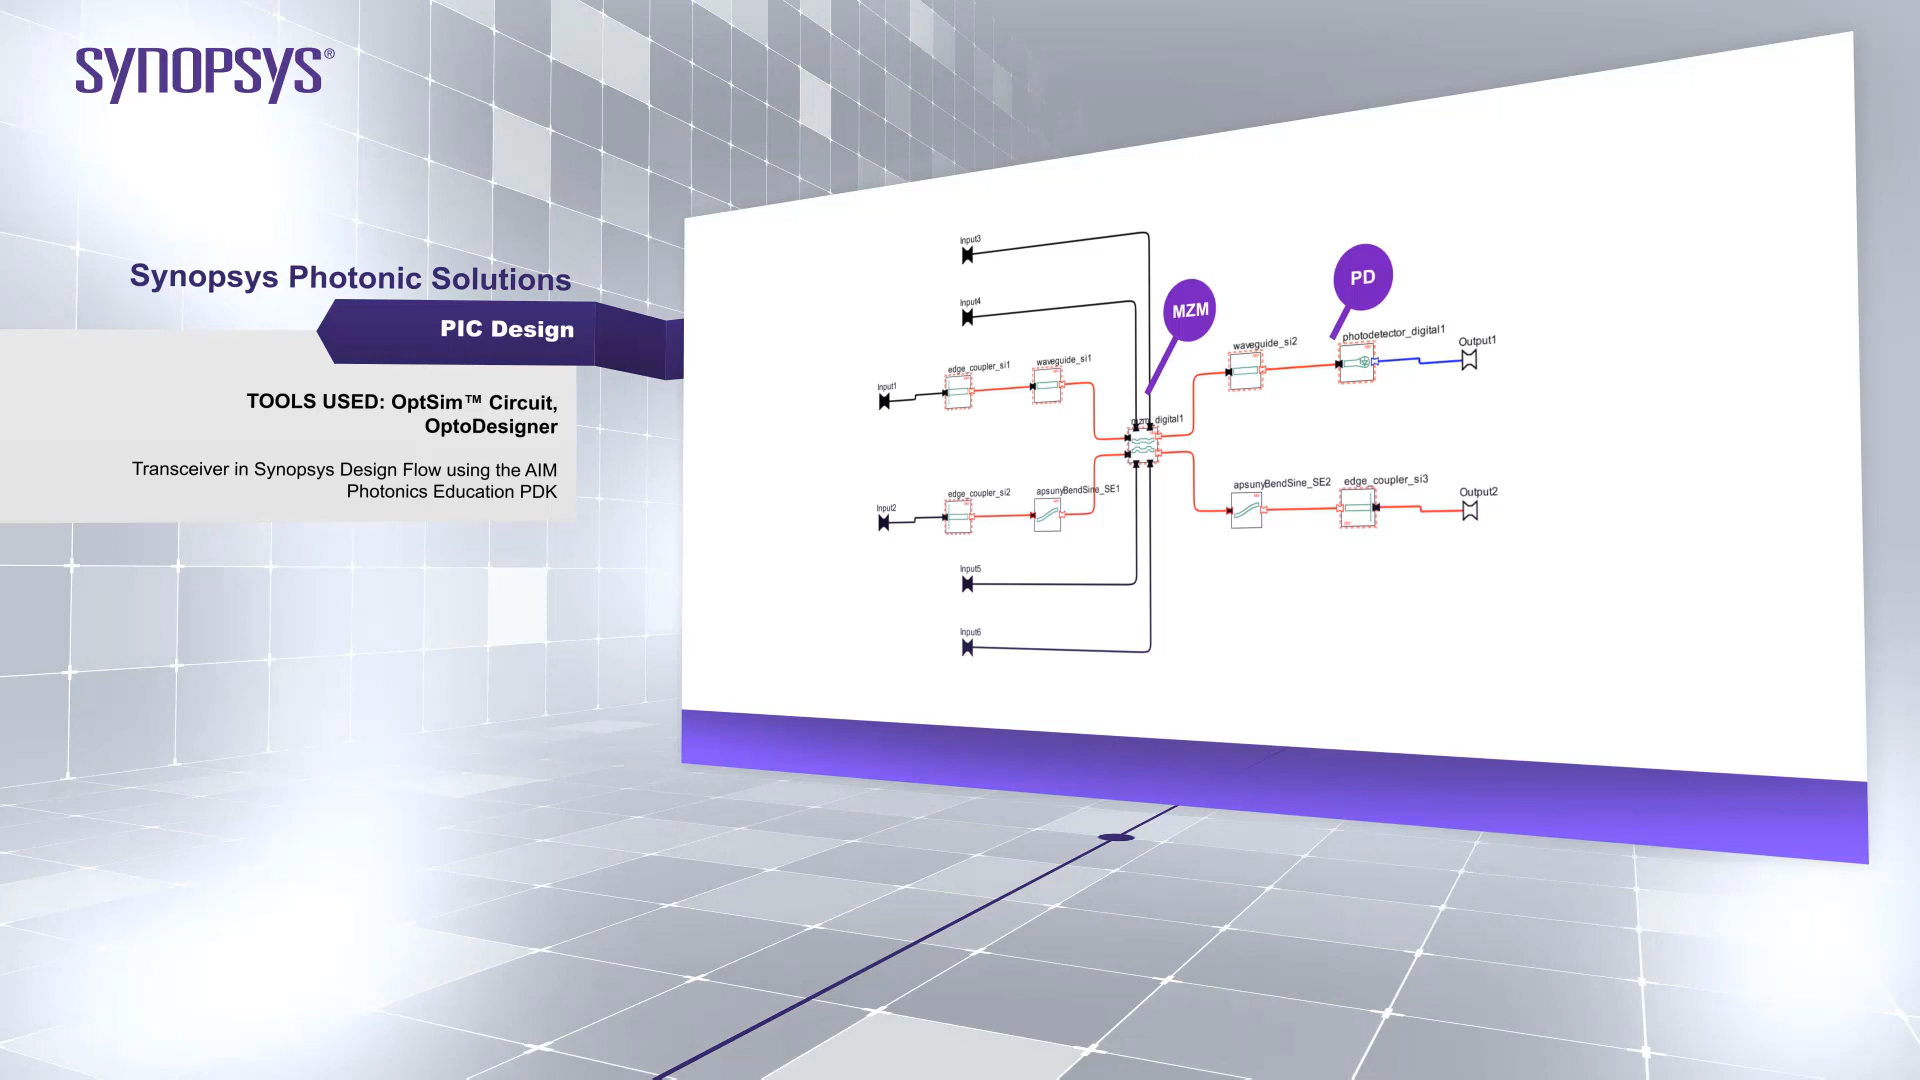 SYNOPSYS®
Synopsys Photonic Solutions
PIC Design
TOOLS USED: OptSim™ Circuit,
OptoDesigner
Transceiver in Synopsys Design Flow using the AIM
Photonics Education PDK
Input3
Input4
MZM
PD
Input1
edge_coupler_si1
waveguide_si1
waveguide_si2
photodetector_digital1
Output1
mzm_digital1
Input2
edge_coupler_si2
apsunyBendSine_SE1
apsunyBendSine_SE2
edge_coupler_si3
Output2
Input5
Input6